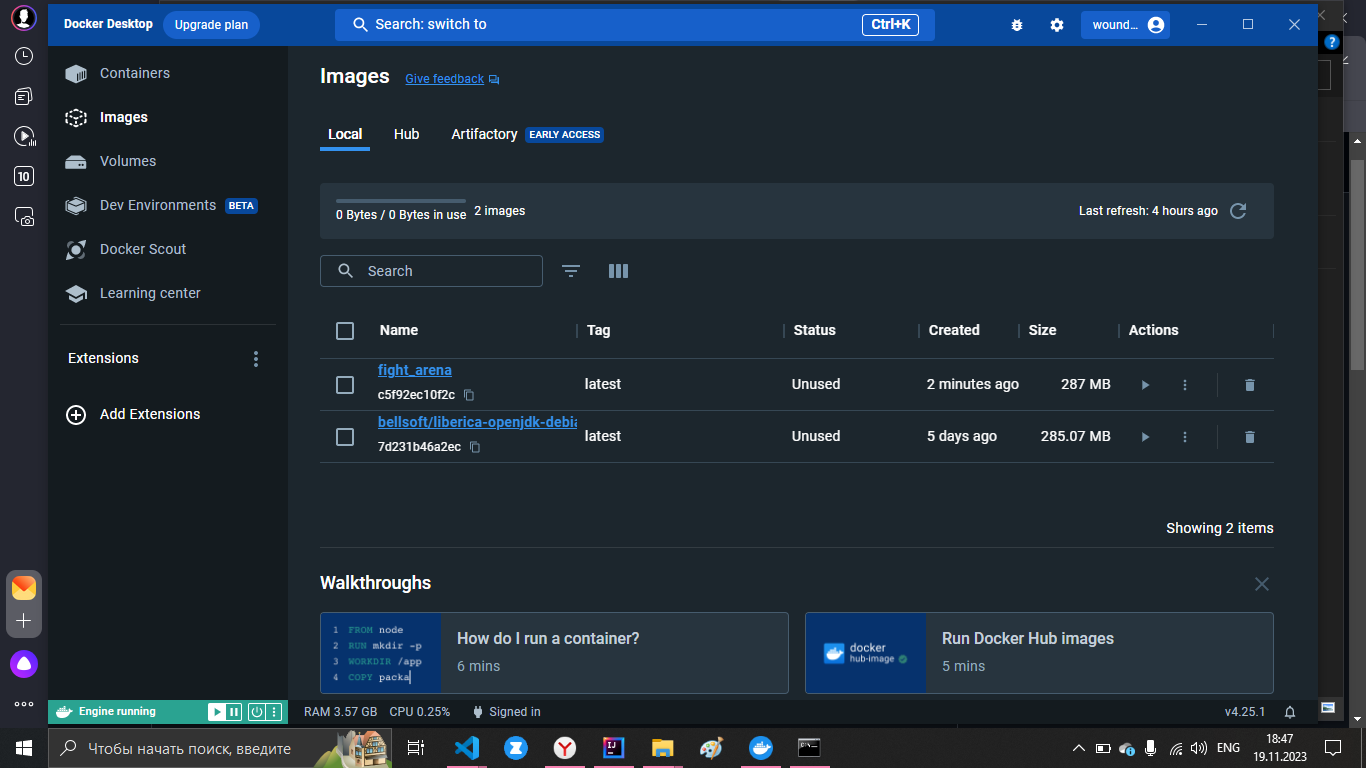 Docker Desktop
Upgrade plan
Search: switch to
Ctrl+K
wound...
Containers
Images
Volumes
Dev Environments
BETA
Docker Scout
Learning center
Extensions
Add Extensions
10
Images
Give feedback
Local
Hub
Artifactory
EARLY ACCESS
0 Bytes / 0 Bytes in use
2 images
Last refresh: 4 hours ago
Search
Name Tag Status Created Size Actions
fight_arena
c5f92ec10f2c
latest Unused 2 minutes ago 287 MB
bellsoft/liberica-openjdk-debia
7d231b46a2ec
latest Unused 5 days ago 285.07 MB
Showing 2 items
Walkthroughs
1 FROM node
2 RUN mkdir -p
3 WORKDIR /app
4 COPY packa
How do I run a container?
6 mins
docker
hub-image
Run Docker Hub images
5 mins
Engine running
RAM 3.57 GB CPU 0.25%
Signed in
v4.25.1
Чтобы начать поиск, введите
ENG
18:47
19.11.2023